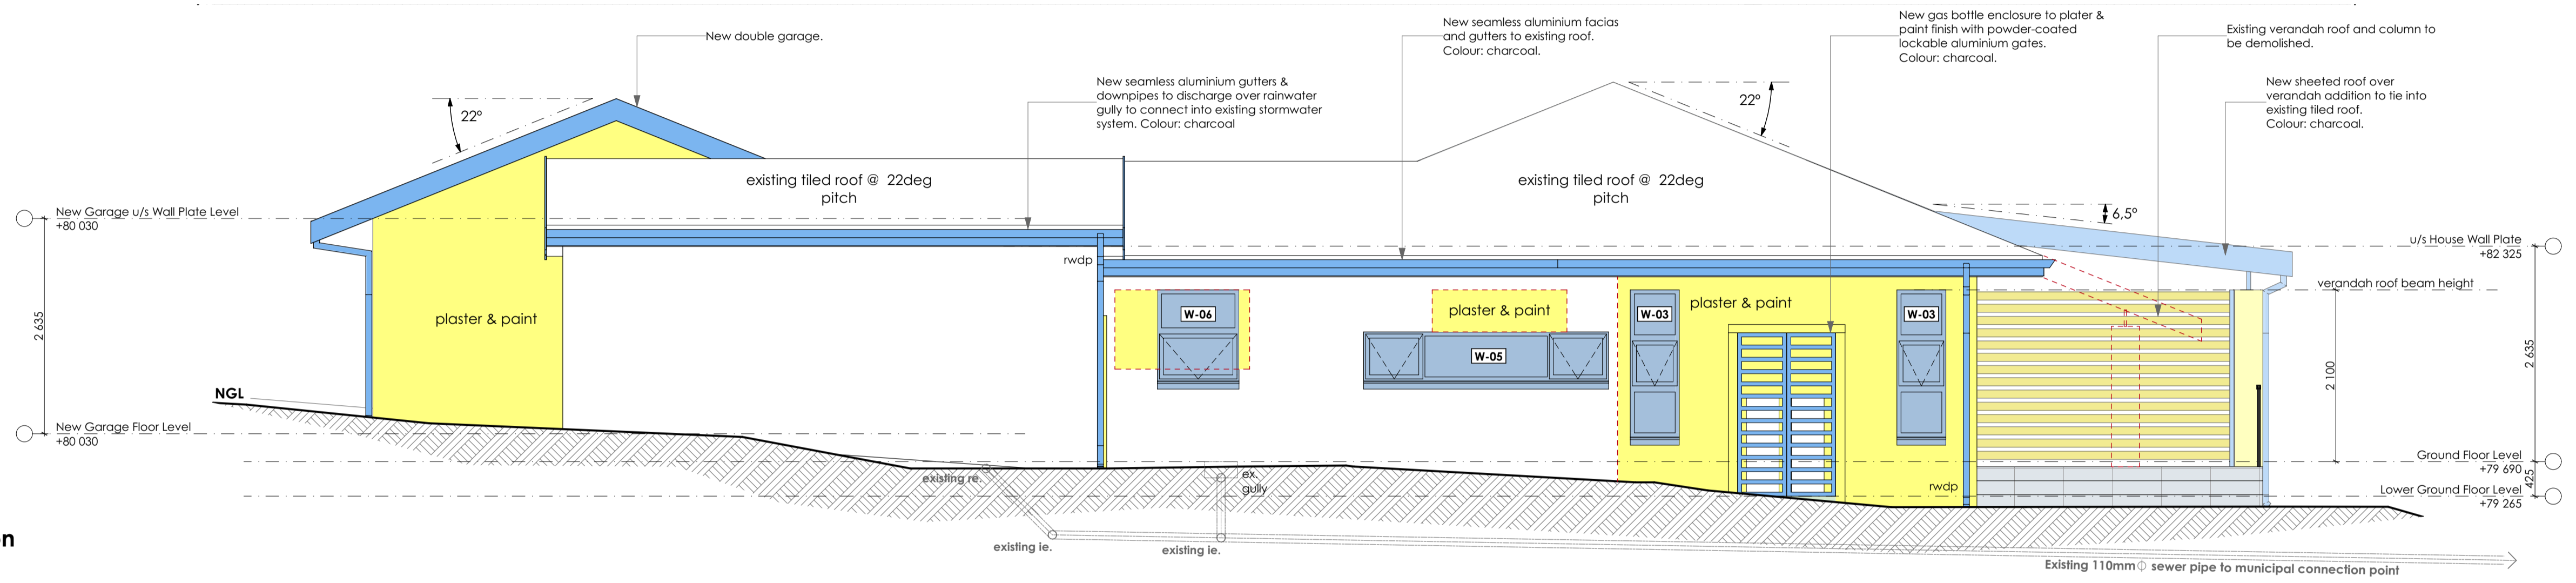 New double garage.
New seamless aluminium gutters &
downpipes to discharge over rainwater
gully to connect into existing stormwater
system. Colour: charcoal
New seamless aluminium facias
and gutters to existing roof.
Colour: charcoal.
New gas bottle enclosure to plater &
paint finish with powder-coated
lockable aluminium gates.
Colour: charcoal.
Existing verandah roof and column to
be demolished.
New sheeted roof over
verandah addition to tie into
existing tiled roof.
Colour: charcoal.
22º
22º
6,5º
existing tiled roof @ 22deg
pitch
existing tiled roof @ 22deg
pitch
New Garage u/s Wall Plate Level
+80 030
u/s House Wall Plate
+82 325
rwdp
verandah roof beam height
plaster & paint
W-06
plaster & paint
W-05
W-03
plaster & paint
W-03
2 635
2 100
2 635
NGL
New Garage Floor Level
+80 030
Ground Floor Level
+79 690
425
existing re.
ex.
gully
rwdp
Lower Ground Floor Level
+79 265
n
existing ie.
existing ie.
Existing 110mm∅ sewer pipe to municipal connection point